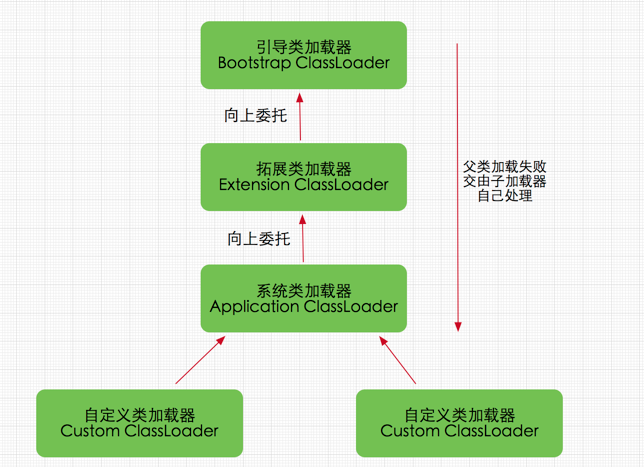 引导类加载器
Bootstrap ClassLoader
向上委托
拓展类加载器
Extension ClassLoader
父类加载失败
交由子加载器
自己处理
向上委托
系统类加载器
Application ClassLoader
自定义类加载器
Custom ClassLoader
自定义类加载器
Custom ClassLoader